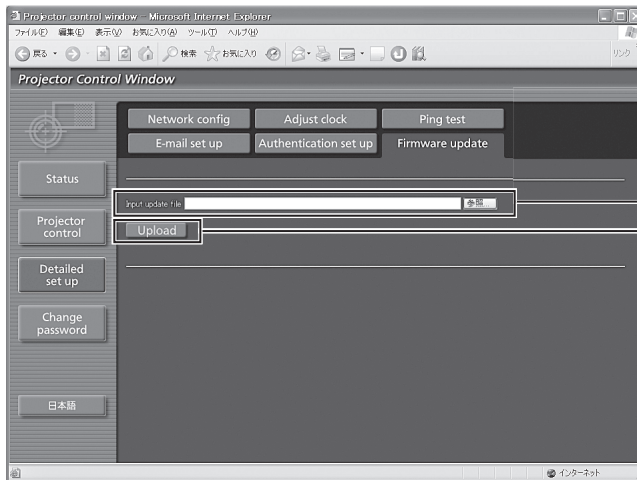 Projector control window - Microsoft Internet Explorer
ファイル(F) 編集(E) 表示(V) お気に入り(A) ツール(T) ヘルプ(H)
戻る 検索 お気に入り リンク
Projector Control Window
Network config Adjust clock Ping test
E-mail set up Authentication set up Firmware update
Status
Input update file 参照...
Projector control
Upload
Detailed set up
Change password
日本語
インターネット